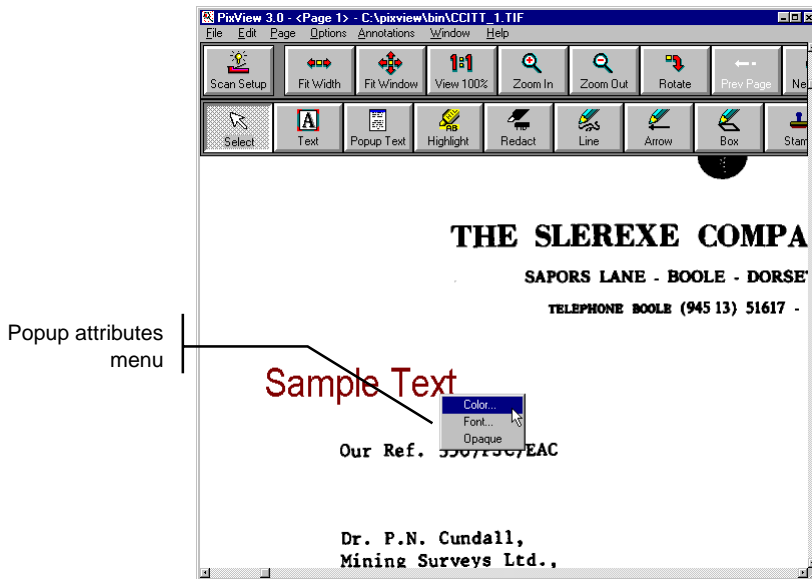 PixView 3.0 - <Page 1> - C:\pixview\bin\CCITT_1.TIF
File Edit Page Options Annotations Window Help
1:1
Scan Setup Fit Width Fit Window View 100% Zoom In Zoom Out Rotate Prev Page
A AB
Select Text Popup Text Highlight Redact Line Arrow Box
THE SLEREXE
SAPORS LANE - BOOLE -
TELEPHONE BOOLE (945 13) 51617 -
Popup attributes
menu
Sample Text
Color...
Font...
Opaque
Our Ref.
Dr. P.N. Cundall,
Mining Surveys Ltd.,